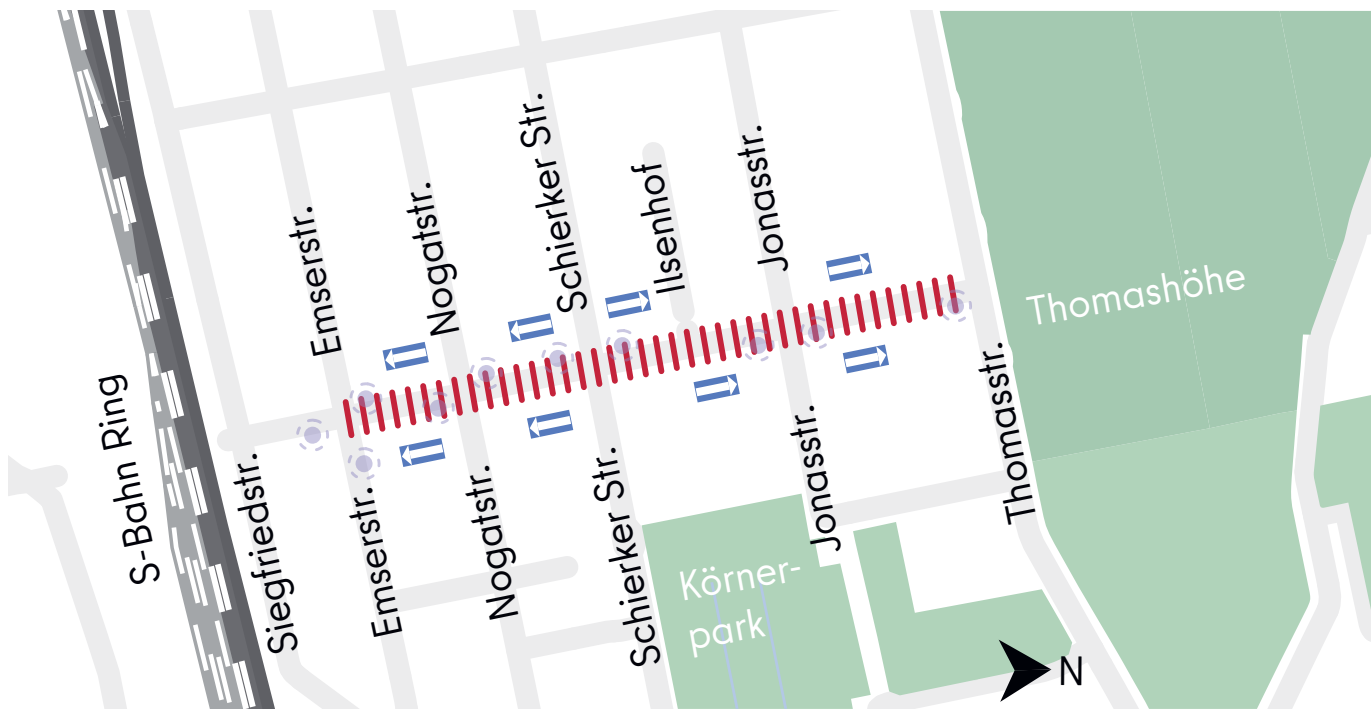 Schierker Str.
Jonasstr.
Ilsenhof
Nogatstr.
Emserstr.
Thomashöhe
S-Bahn Ring
Thomasstr.
Siegfriedstr.
Emserstr.
Nogatstr.
Schierker Str.
Jonasstr.
Körner-
park
N